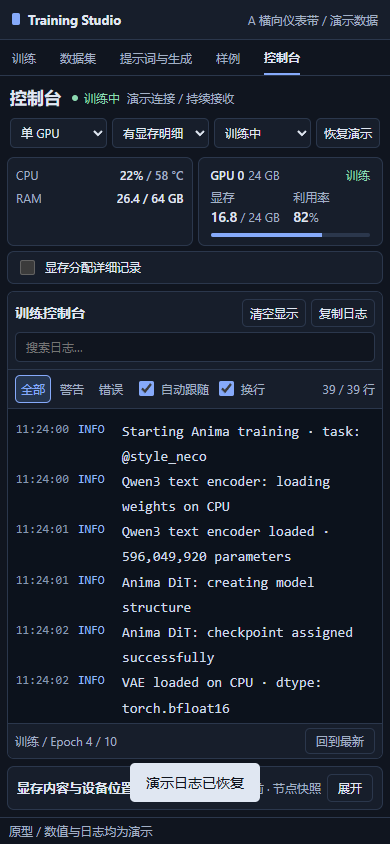 Training Studio A 横向仪表带 / 演示数据
训练 数据集 提示词与生成 样例 控制台
控制台 训练中 演示连接 / 持续接收
单 GPU 有显存明细 训练中 恢复演示
CPU 22% / 58 °C
RAM 26.4 / 64 GB
GPU 0 24 GB 训练
显存 利用率
16.8 / 24 GB 82%
显存分配详细记录
训练控制台 清空显示 复制日志
搜索日志...
全部 警告 错误 自动跟随 换行 39 / 39 行
11:24:00 INFO Starting Anima training · task:
@style_neco
11:24:00 INFO Qwen3 text encoder: loading
weights on CPU
11:24:01 INFO Qwen3 text encoder loaded ·
596,049,920 parameters
11:24:01 INFO Anima DiT: creating model
structure
11:24:02 INFO Anima DiT: checkpoint assigned
successfully
11:24:02 INFO VAE loaded on CPU · dtype:
torch.bfloat16
训练 / Epoch 4 / 10 回到最新
显存内容与设备位置 前 · 节点快照 展开
演示日志已恢复
原型 / 数值与日志均为演示